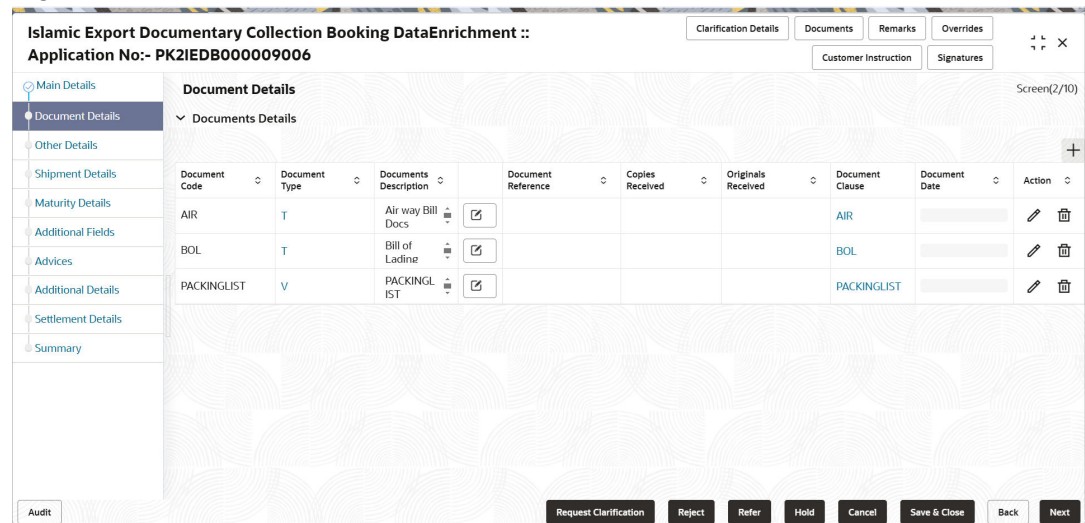 Islamic Export Documentary Collection Booking DataEnrichment ::
Application No:- PK2IEDB000009006
Clarification Details
Documents
Remarks
Overrides
Customer Instruction
Signatures
Main Details
Document Details
Other Details
Shipment Details
Maturity Details
Additional Fields
Advices
Additional Details
Settlement Details
Summary
Document Details
Screen(2/10)
Documents Details
Document Code
Document Type
Documents Description
Document Reference
Copies Received
Originals Received
Document Clause
Document Date
Action
AIR T Air way Bill Docs AIR
BOL T Bill of Lading BOL
PACKINGLIST V PACKINGL IST PACKINGLIST
Audit
Request Clarification
Reject
Refer
Hold
Cancel
Save & Close
Back
Next